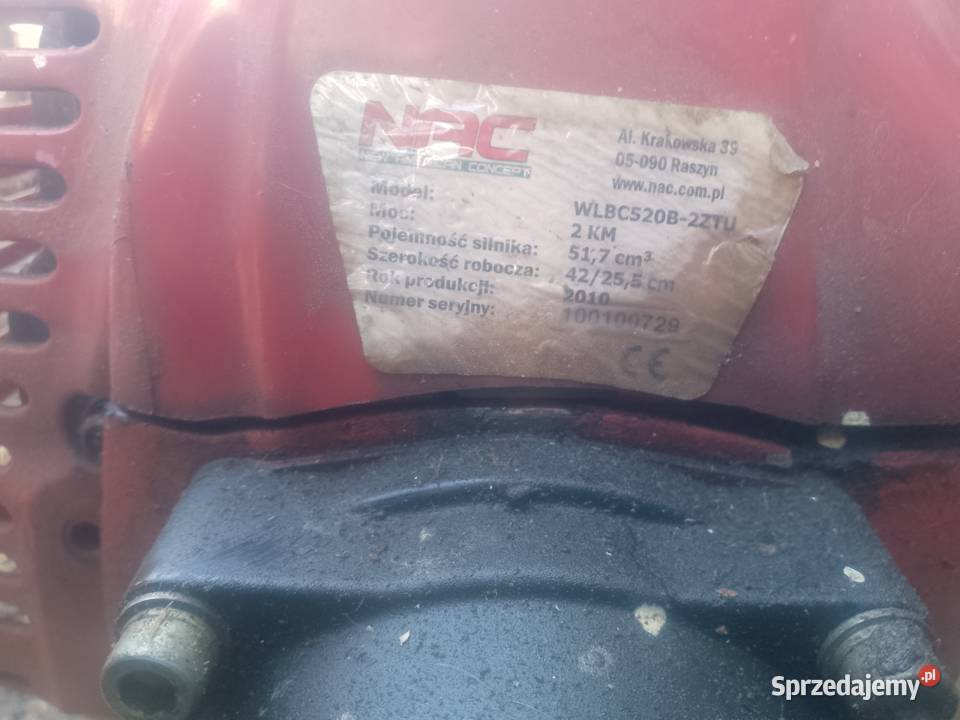 NAC
Al. Krakowska 39
05-090 Raszyn
www.nac.com.pl
Model: WLBC520B-2ZTU
Moc: 2 KM
Pojemność silnika: 51,7 cm³
Szerokość robocza: 42/25,5 cm
Rok produkcji: 2010
Numer seryjny: 100100729
CE
Sprzedajemy.pl